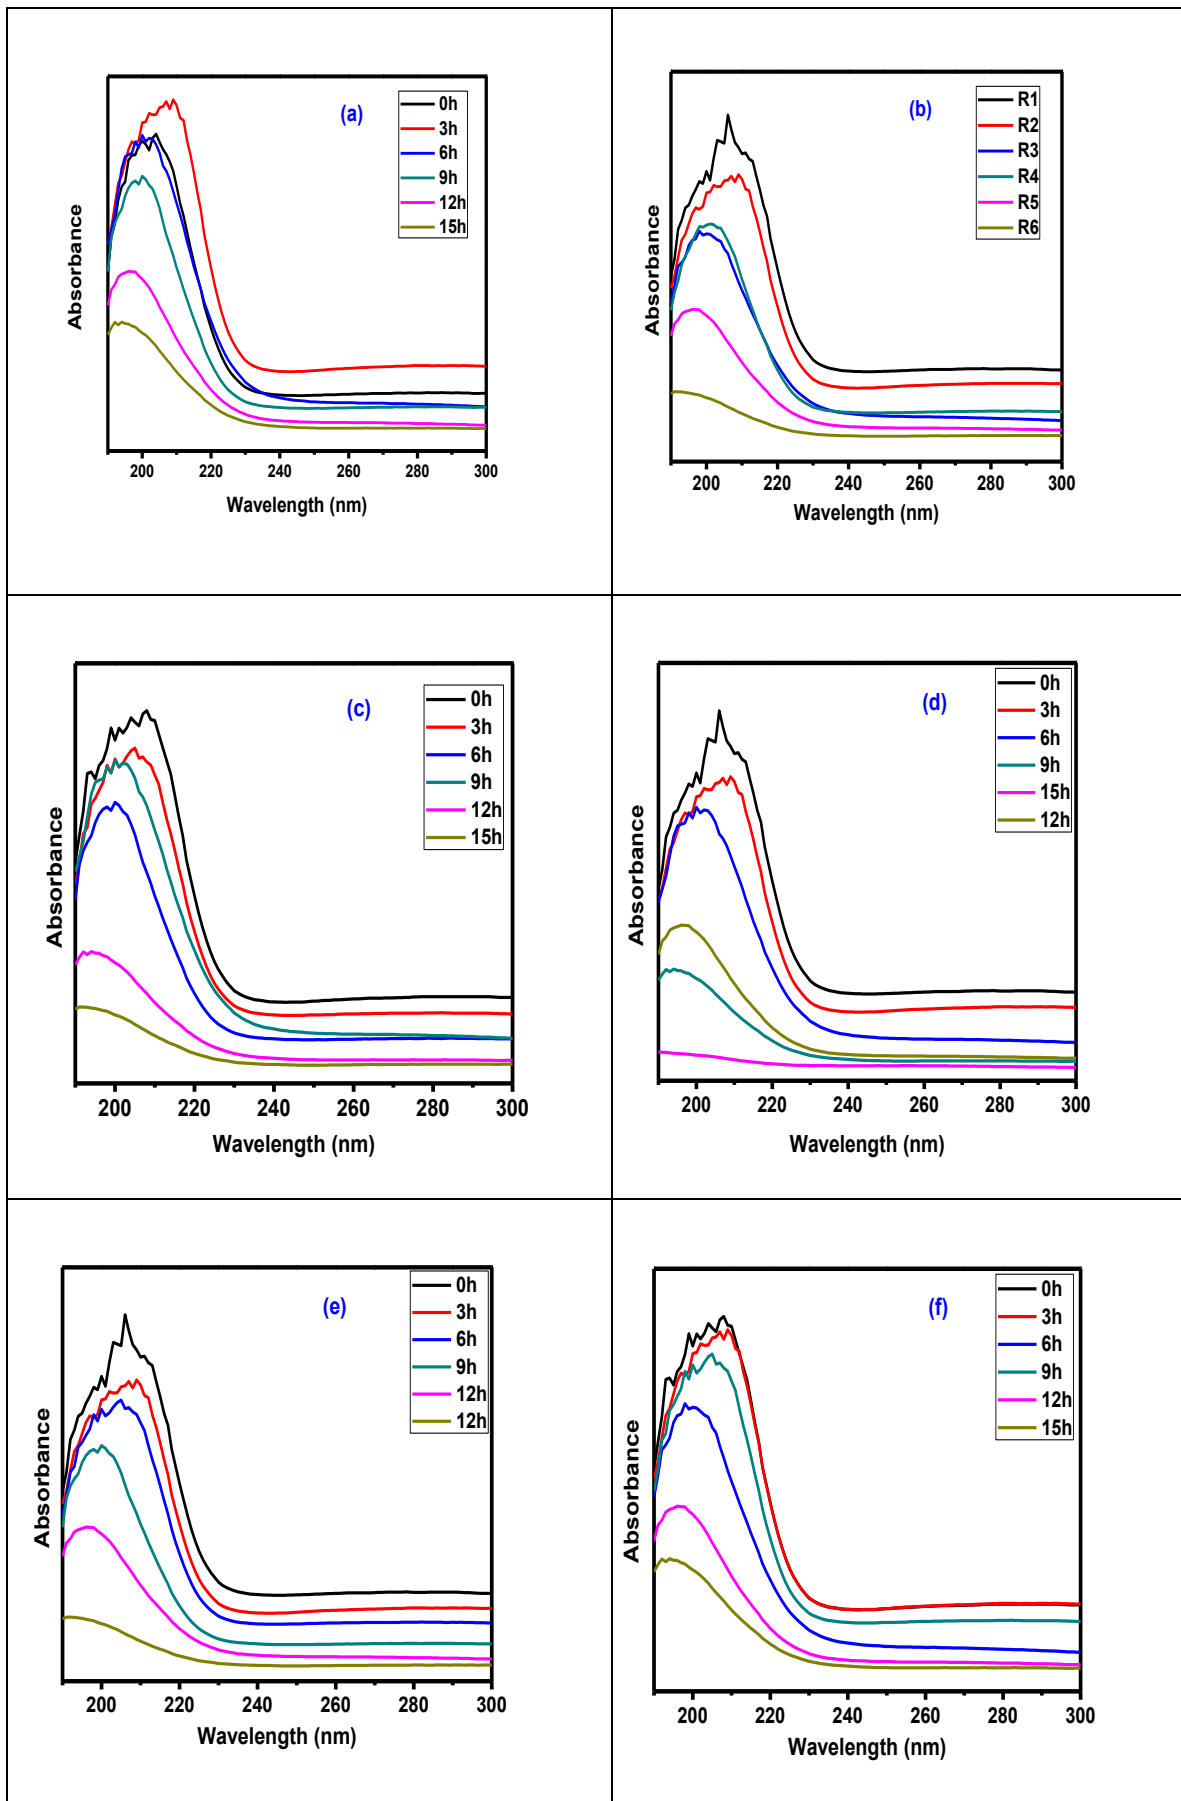 (a)
0h
3h
6h
9h
12h
15h
Absorbance
200 220 240 260 280 300
Wavelength (nm)
(b)
R1
R2
R3
R4
R5
R6
Absorbance
200 220 240 260 280 300
Wavelength (nm)
(c)
0h
3h
6h
9h
12h
15h
Absorbance
200 220 240 260 280 300
Wavelength (nm)
(d)
0h
3h
6h
9h
15h
12h
Absorbance
200 220 240 260 280 300
Wavelength (nm)
(e)
0h
3h
6h
9h
12h
12h
Absorbance
200 220 240 260 280 300
Wavelength (nm)
(f)
0h
3h
6h
9h
12h
15h
Absorbance
200 220 240 260 280 300
Wavelength (nm)